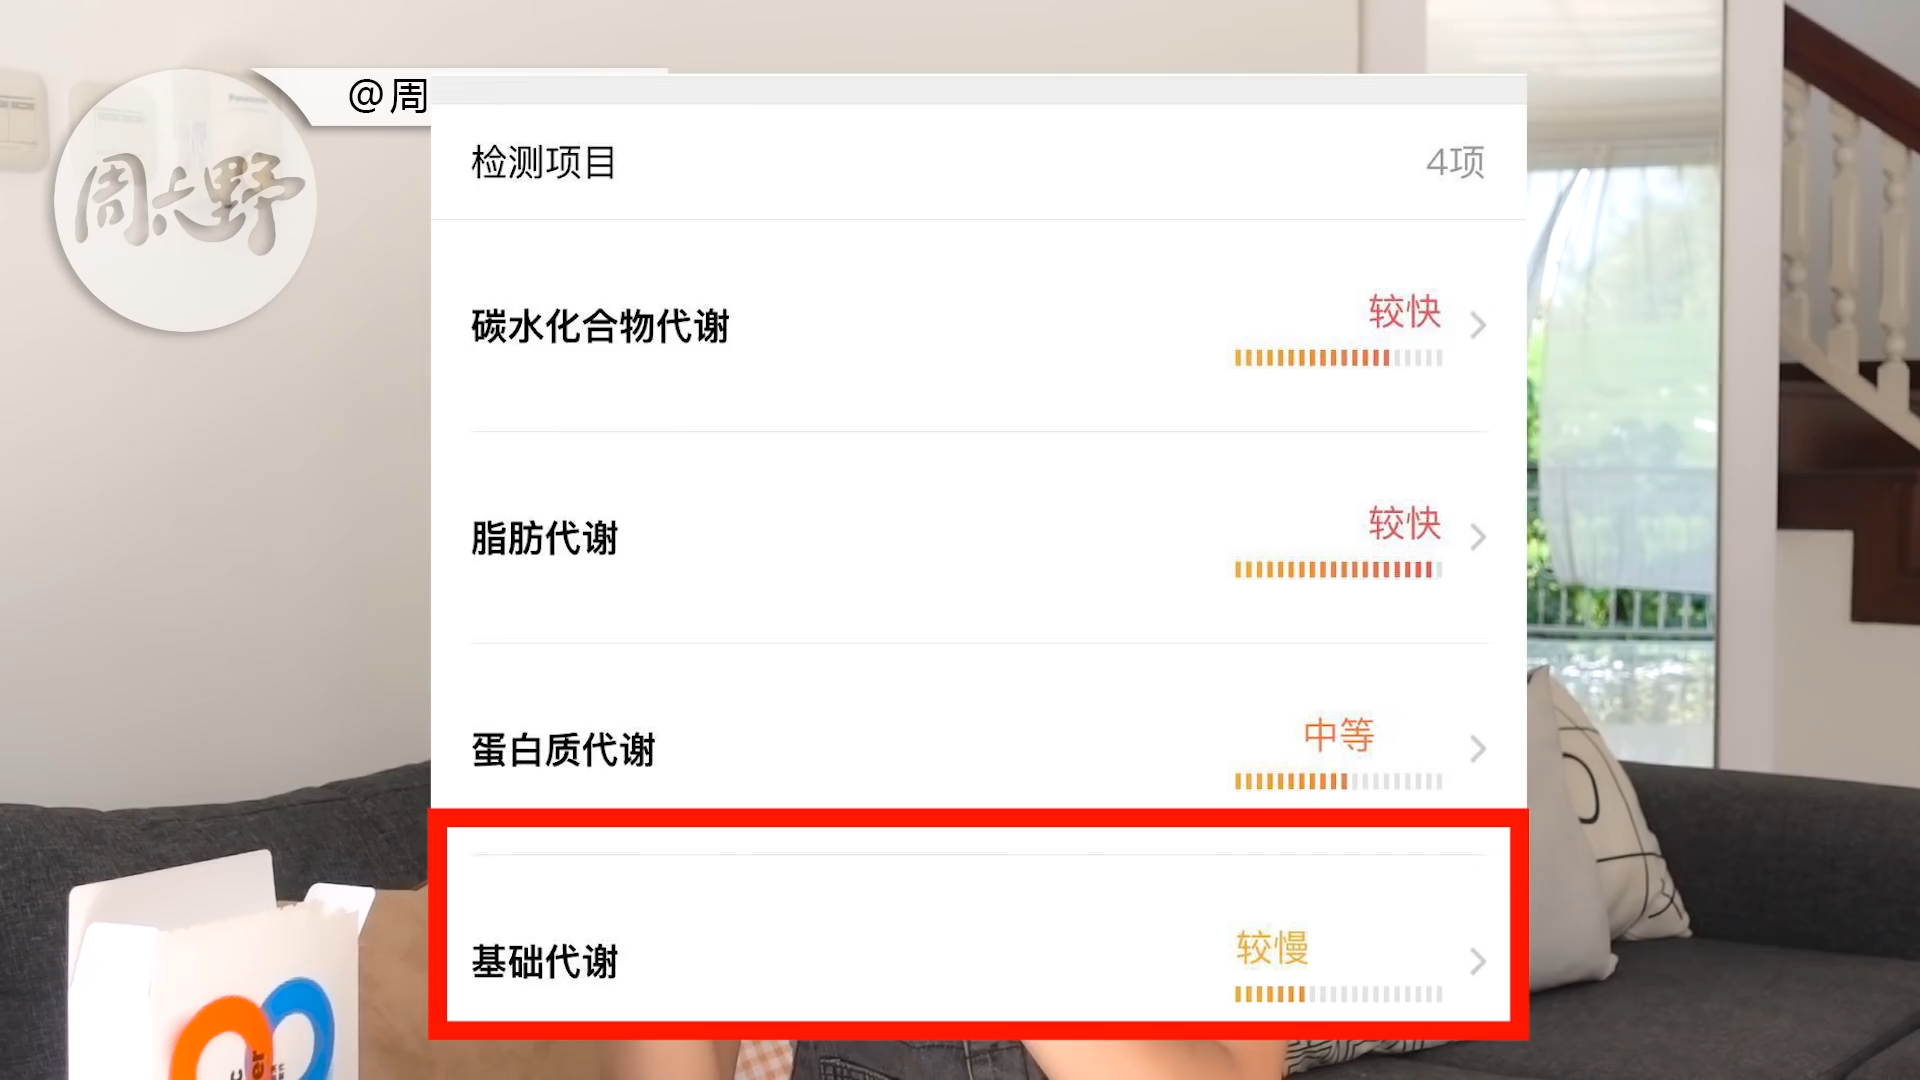 @周
周六野
检测项目
4项
碳水化合物代谢
较快
脂肪代谢
较快
蛋白质代谢
中等
基础代谢
较慢